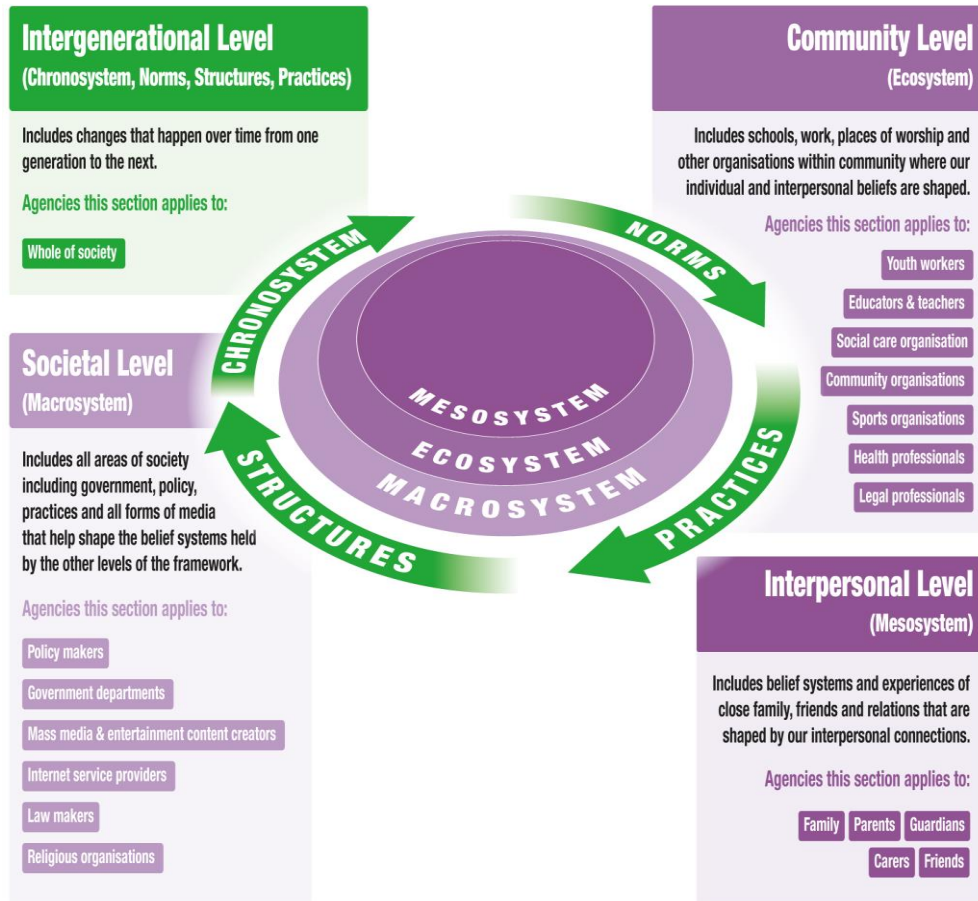 Intergenerational Level
(Chronosystem, Norms, Structures, Practices)
Includes changes that happen over time from one
generation to the next.
Agencies this section applies to:
Whole of society
Community Level
(Ecosystem)
Includes schools, work, places of worship and
other organisations within community where our
individual and interpersonal beliefs are shaped.
Agencies this section applies to:
Youth workers
Educators & teachers
Social care organisation
Community organisations
Sports organisations
Health professionals
Legal professionals
CHRONOSYSTEM
NORMS
PRACTICES
STRUCTURES
MESOSYSTEM
ECOSYSTEM
MACROSYSTEM
Societal Level
(Macrosystem)
Includes all areas of society
including government, policy,
practices and all forms of media
that help shape the belief systems held
by the other levels of the framework.
Agencies this section applies to:
Policy makers
Government departments
Mass media & entertainment content creators
Internet service providers
Law makers
Religious organisations
Interpersonal Level
(Mesosystem)
Includes belief systems and experiences of
close family, friends and relations that are
shaped by our interpersonal connections.
Agencies this section applies to:
Family Parents Guardians
Carers Friends